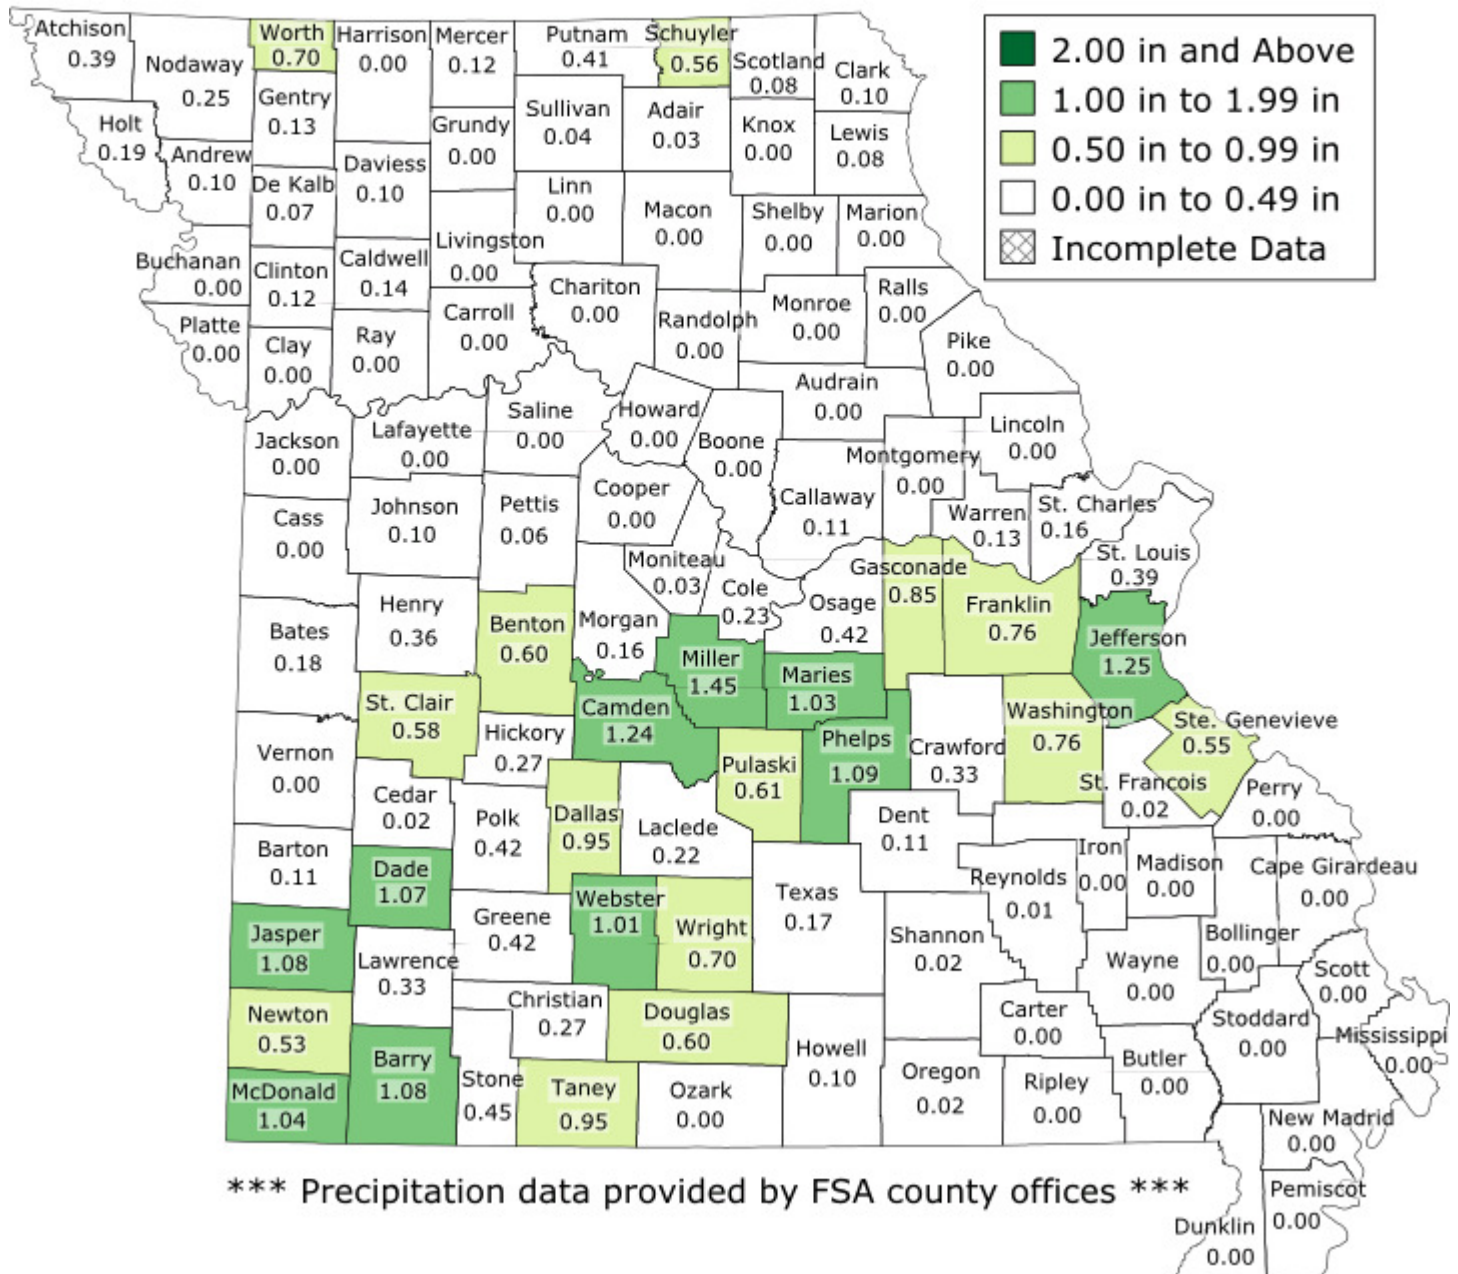 Atchison
0.39
Nodaway
0.25
Worth
0.70
Harrison
0.00
Mercer
0.12
Putnam
0.41
Schuyler
0.56
Scotland
0.08
Clark
0.10
2.00 in and Above
1.00 in to 1.99 in
0.50 in to 0.99 in
0.00 in to 0.49 in
Incomplete Data
Holt
0.19
Andrew
0.10
Gentry
0.13
De Kalb
0.07
Daviess
0.10
Grundy
0.00
Sullivan
0.04
Adair
0.03
Knox
0.00
Lewis
0.08
Linn
0.00
Macon
0.00
Shelby
0.00
Marion
0.00
Buchanan
0.00
Clinton
0.12
Caldwell
0.14
Livingston
0.00
Chariton
0.00
Randolph
0.00
Monroe
0.00
Ralls
0.00
Platte
0.00
Clay
0.00
Ray
0.00
Carroll
0.00
Pike
0.00
Audrain
0.00
Jackson
0.00
Lafayette
0.00
Saline
0.00
Howard
0.00
Boone
0.00
Montgomery
0.00
Lincoln
0.00
Cass
0.00
Johnson
0.10
Pettis
0.06
Cooper
0.00
Callaway
0.11
Warren
0.13
St. Charles
0.16
St. Louis
0.39
Moniteau
0.03
Cole
0.23
Osage
0.42
Gasconade
0.85
Franklin
0.76
Jefferson
1.25
Bates
0.18
Henry
0.36
Benton
0.60
Morgan
0.16
Miller
1.45
Maries
1.03
St. Clair
0.58
Hickory
0.27
Camden
1.24
Pulaski
0.61
Phelps
1.09
Crawford
0.33
Washington
0.76
Ste. Genevieve
0.55
St. Francois
0.02
Perry
0.00
Vernon
0.00
Cedar
0.02
Polk
0.42
Dallas
0.95
Laclede
0.22
Dent
0.11
Iron
0.00
Madison
0.00
Cape Girardeau
0.00
Barton
0.11
Dade
1.07
Greene
0.42
Webster
1.01
Wright
0.70
Texas
0.17
Reynolds
0.01
Shannon
0.02
Bollinger
0.00
Wayne
0.00
Scott
0.00
Jasper
1.08
Lawrence
0.33
Christian
0.27
Douglas
0.60
Carter
0.00
Stoddard
0.00
Mississippi
0.00
Newton
0.53
Barry
1.08
Stone
0.45
Taney
0.95
Ozark
0.00
Howell
0.10
Oregon
0.02
Ripley
0.00
Butler
0.00
McDonald
1.04
New Madrid
0.00
Pemiscot
0.00
Dunklin
0.00
*** Precipitation data provided by FSA county offices ***